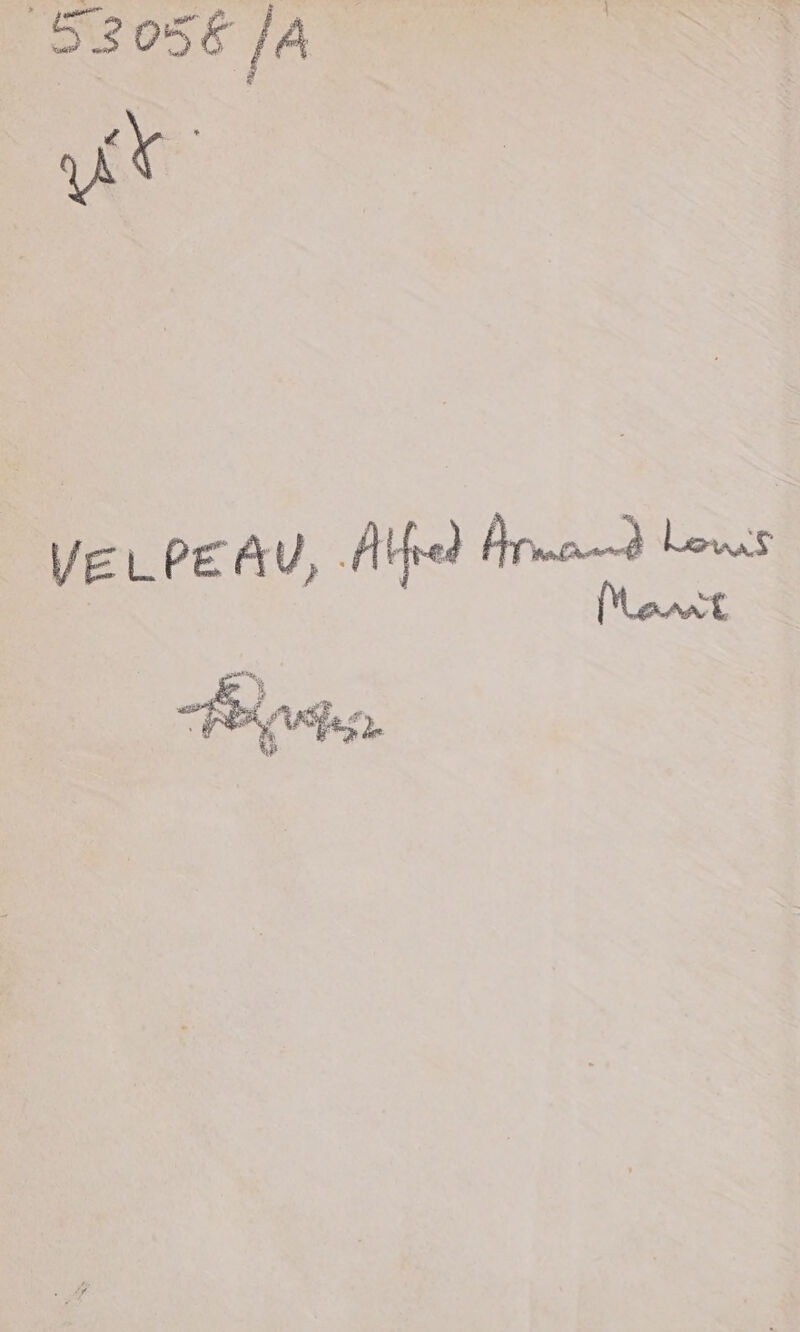 53058/A
VELPEAU, Alfred Armand Louis
Marie